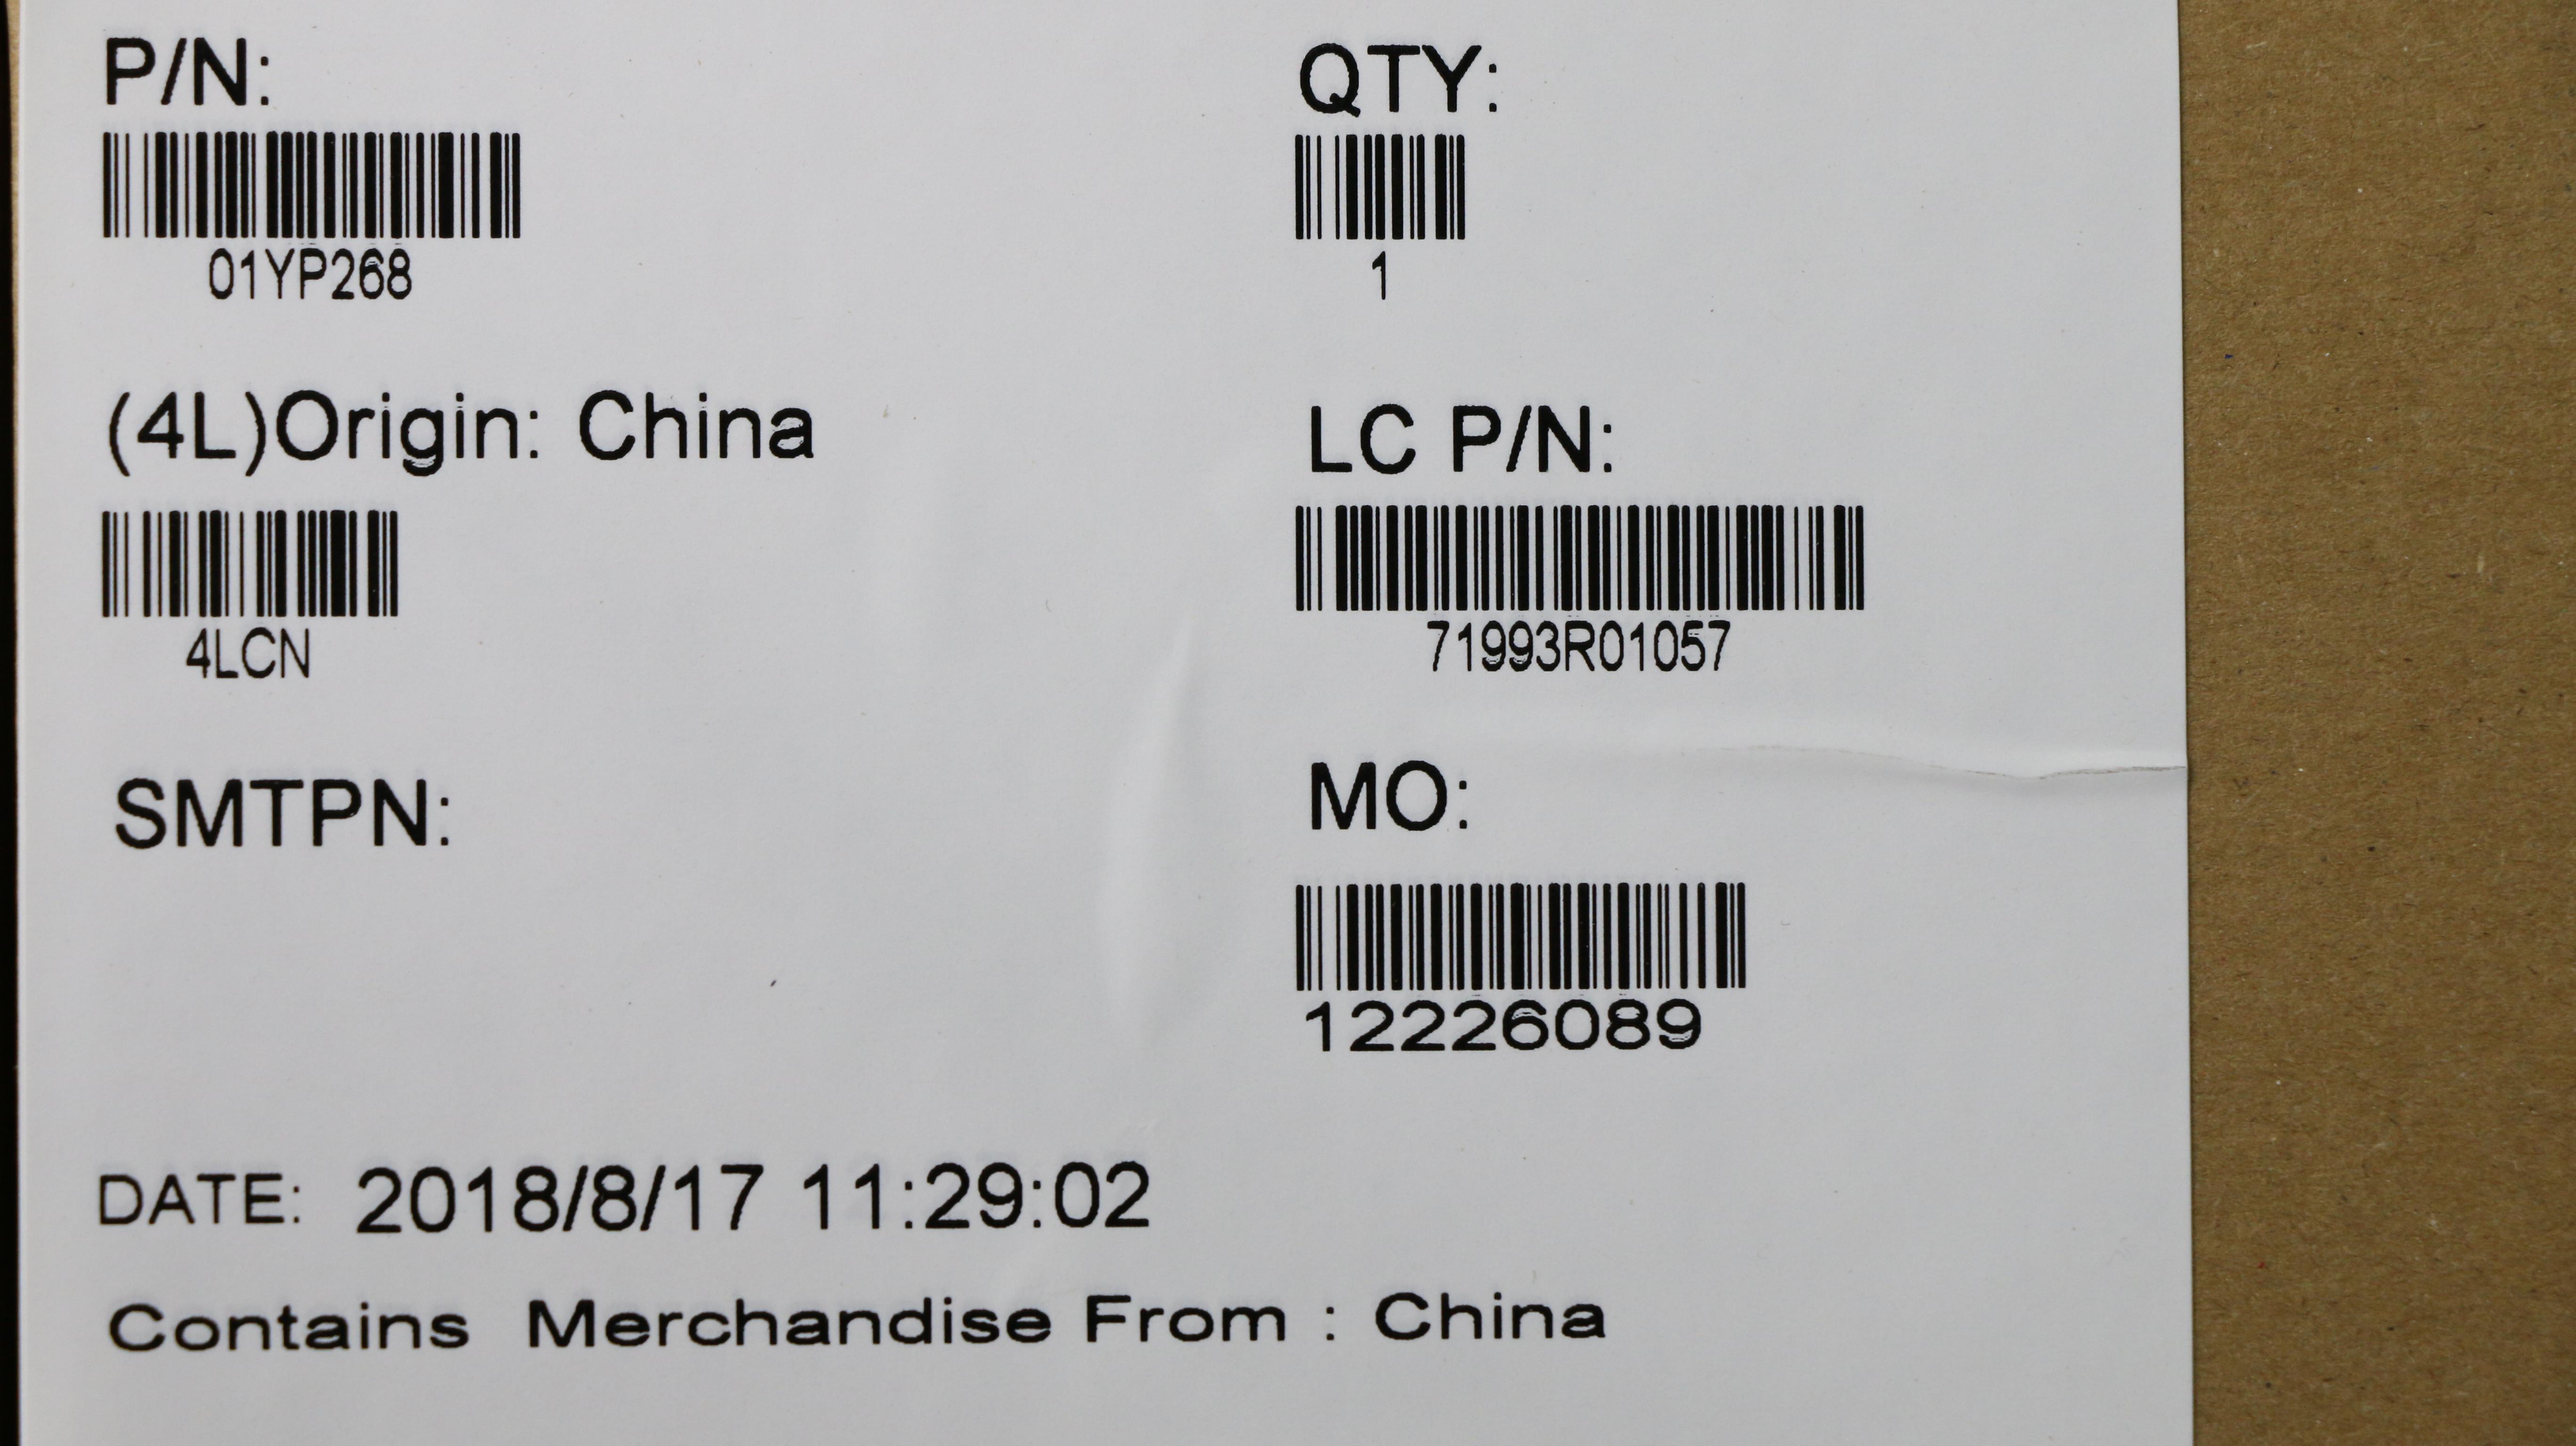 P/N:
01YP268
QTY:
1
(4L)Origin: China
4LCN
LC P/N:
71993R01057
SMTPN:
MO:
12226089
DATE: 2018/8/17 11:29:02
Contains Merchandise From : China